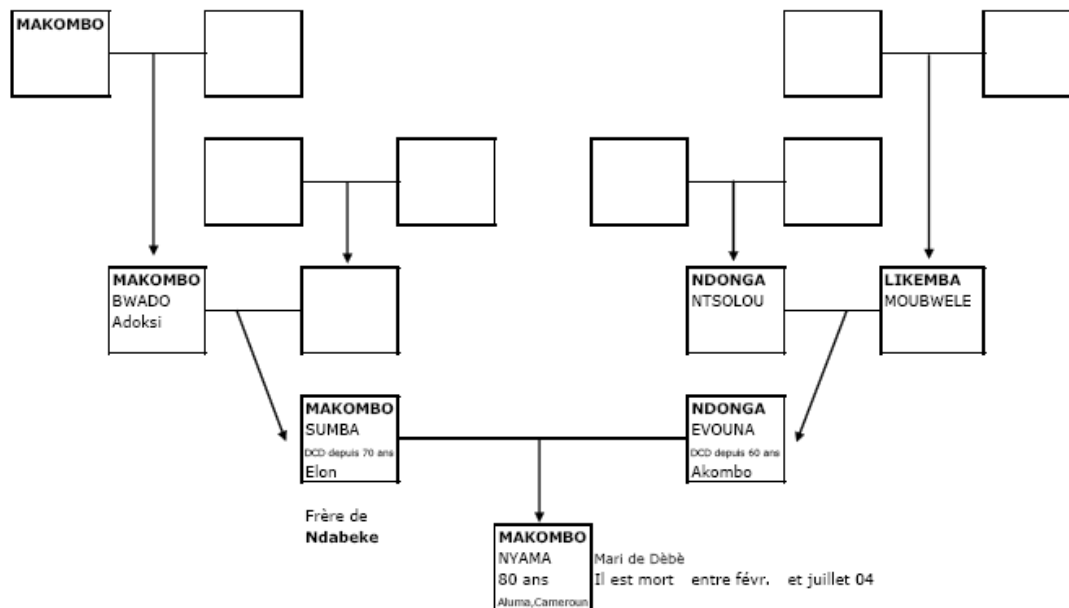 MAKOMBO
MAKOMBO
BWADO
Adoksi
NDONGA
NTSOLOU
LIKEMBA
MOUBWELE
MAKOMBO
SUMBA
DCD depuis 70 ans
Elon
NDONGA
EVOUNA
DCD depuis 60 ans
Akombo
Frère de
Ndabeke
MAKOMBO
NYAMA
80 ans
Aluma,Cameroun
Mari de Dèbè
Il est mort entre févr. et juillet 04